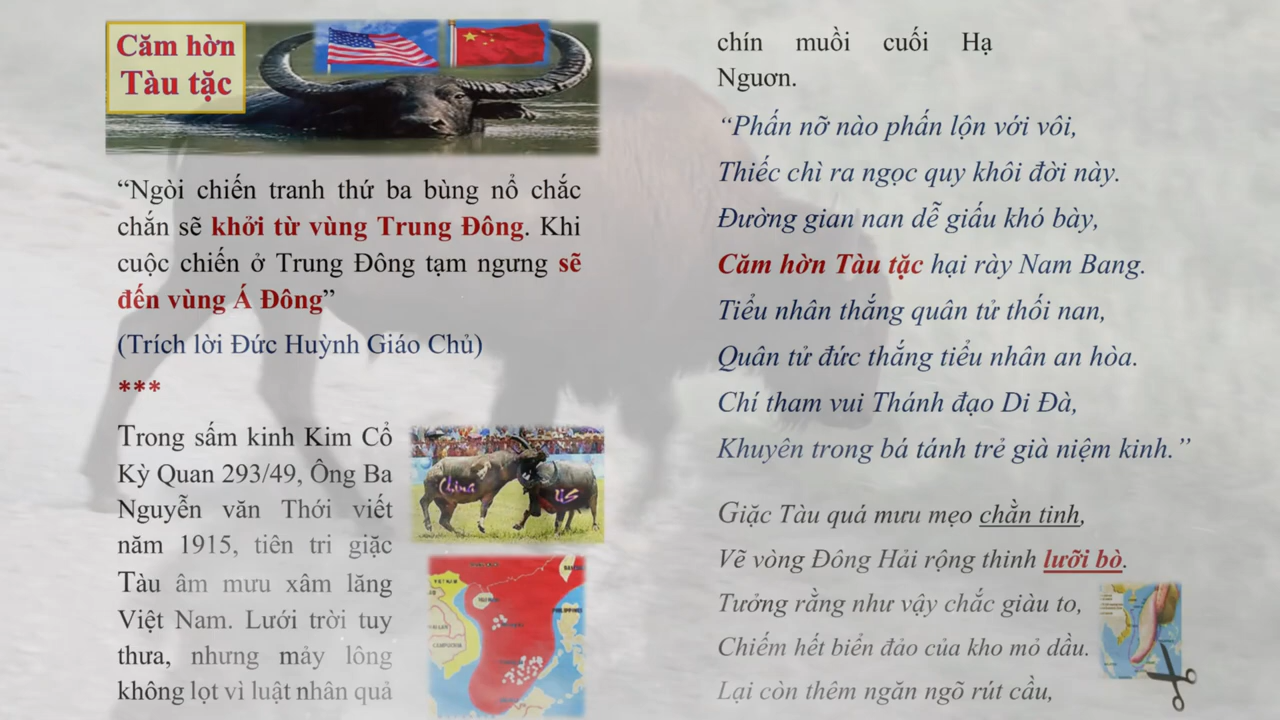 Căm hờn
Tàu tặc
“Ngòi chiến tranh thứ ba bùng nổ chắc
chắn sẽ khởi từ vùng Trung Đông. Khi
cuộc chiến ở Trung Đông tạm ngưng sẽ
đến vùng Á Đông”
(Trích lời Đức Huỳnh Giáo Chủ)
***
Trong sấm kinh Kim Cổ
Kỳ Quan 293/49, Ông Ba
Nguyễn văn Thới viết
năm 1915, tiên tri giặc
Tàu âm mưu xâm lăng
Việt Nam. Lưới trời tuy
thưa, nhưng mảy lông
không lọt vì luật nhân quả
China
US
chín muồi cuối Hạ
Nguơn.
“Phấn nỡ nào phấn lộn với vôi,
Thiếc chì ra ngọc quy khôi đời này.
Đường gian nan dễ giấu khó bày,
Căm hờn Tàu tặc hại rày Nam Bang.
Tiểu nhân thắng quân tử thối nan,
Quân tử đức thắng tiểu nhân an hòa.
Chí tham vui Thánh đạo Di Đà,
Khuyên trong bá tánh trẻ già niệm kinh.”
Giặc Tàu quá mưu mẹo chằn tinh,
Vẽ vòng Đông Hải rộng thinh lưỡi bò.
Tưởng rằng như vậy chắc giàu to,
Chiếm hết biển đảo của kho mỏ dầu.
Lại còn thêm ngăn ngõ rút cầu,